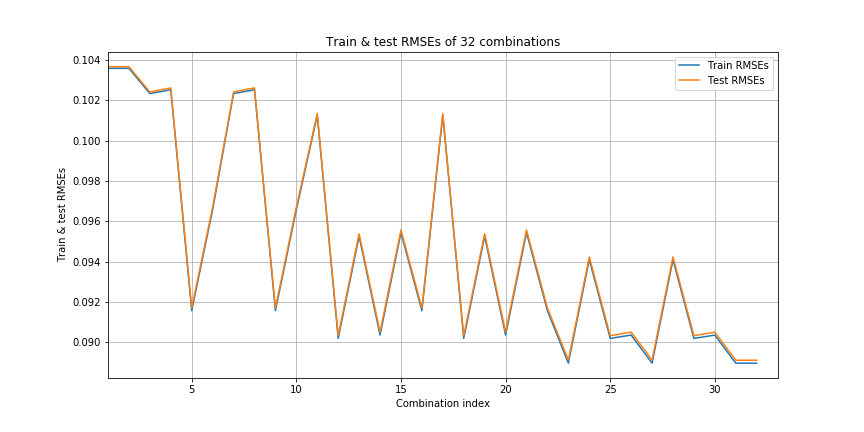 Train & test RMSEs of 32 combinations
0.104
0.102
0.100
0.098
0.096
0.094
0.092
0.090
Train & test RMSEs
Train RMSEs
Test RMSEs
5
10
15
20
25
30
Combination index